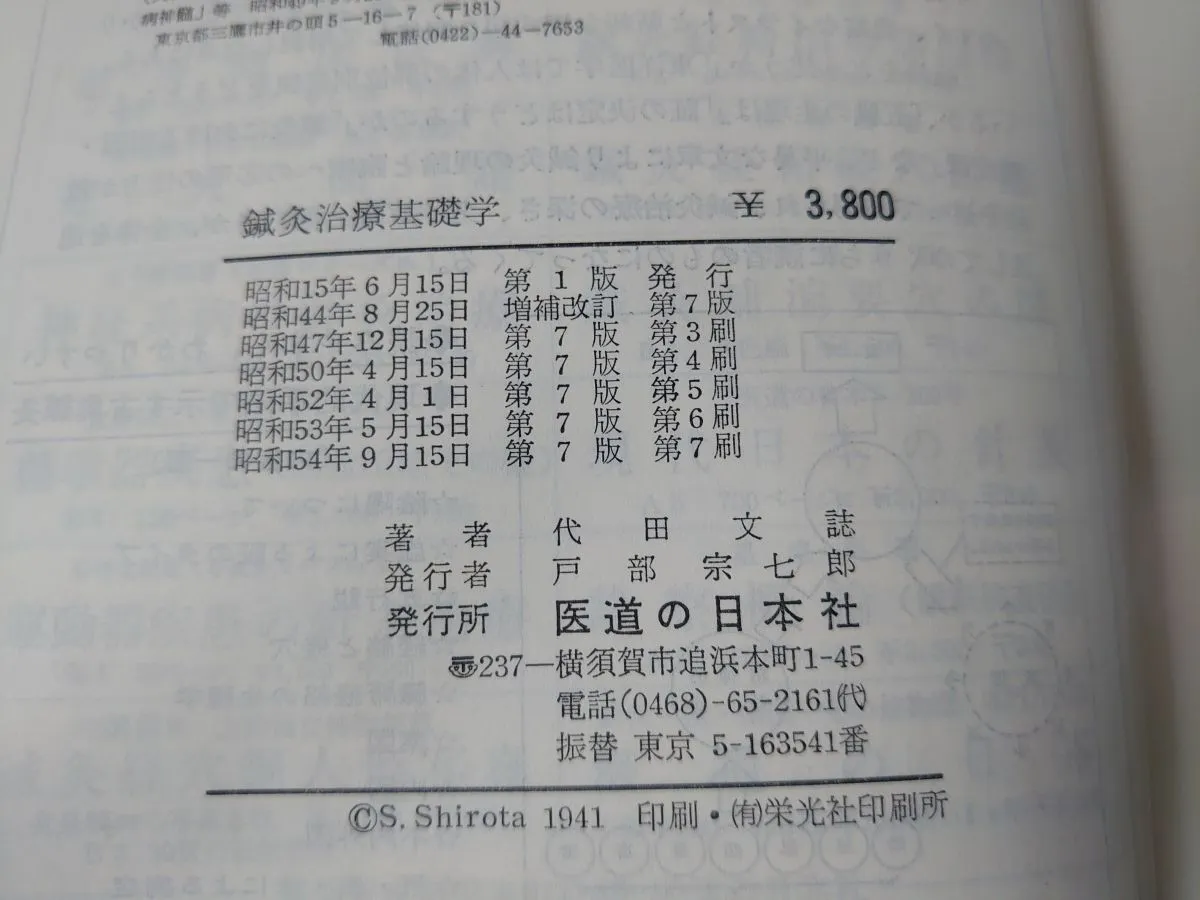 病神髄」等 昭和49年
東京都三鷹市井の頭5-16-7 (〒181)
電話(0422)-44-7653
鍼灸治療基礎学 ¥ 3,800
昭和15年6月15日 第1版 発行
昭和44年8月25日 増補改訂 第7版
昭和47年12月15日 第7版 第3刷
昭和50年4月15日 第7版 第4刷
昭和52年4月1日 第7版 第5刷
昭和53年5月15日 第7版 第6刷
昭和54年9月15日 第7版 第7刷
著者 代田文誌
発行者 戸部宗七郎
発行所 医道の日本社
〠237―横須賀市追浜本町1-45
電話(0468)-65-2161(代)
振替 東京 5-163541番
©S. Shirota 1941 印刷・(有)栄光社印刷所